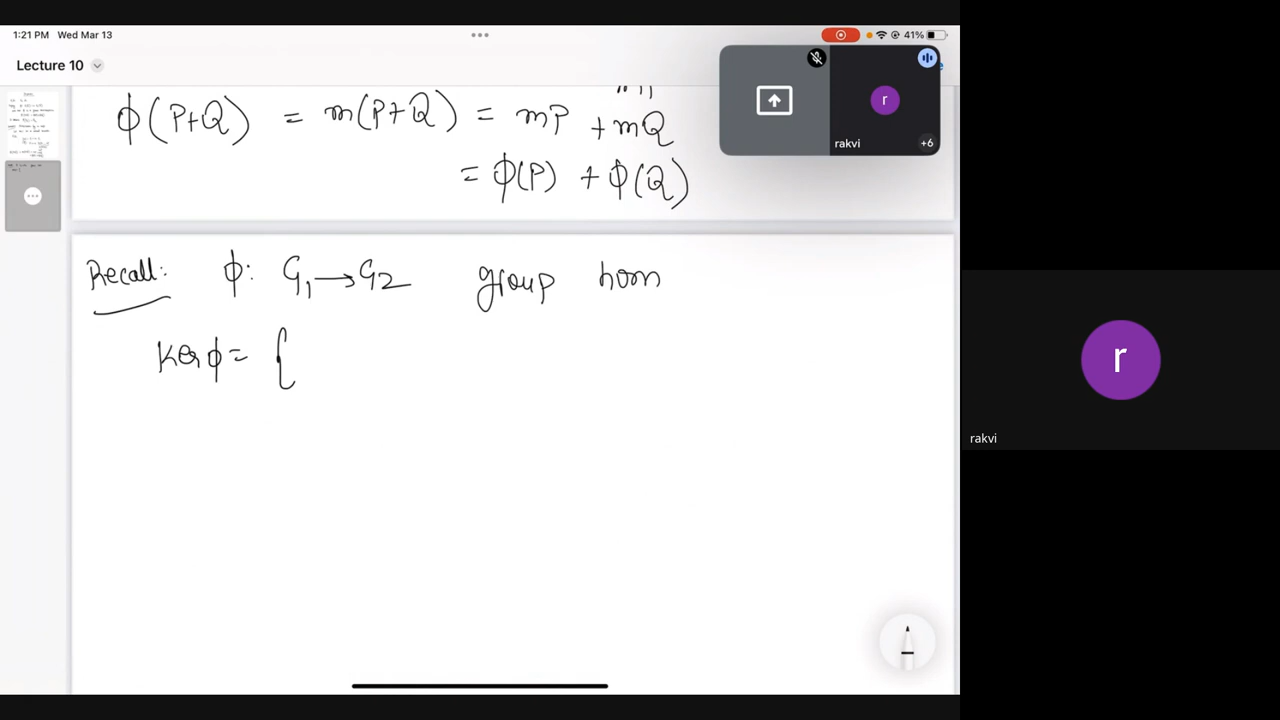 1:21 PM Wed Mar 13
41%
Lecture 10
ϕ(P+Q) = m(P+Q) = mP + mQ
= ϕ(P) + ϕ(Q)
rakvi
+6
r
Recall: ϕ: G₁ → G₂ group hom
Ker ϕ = {
r
rakvi